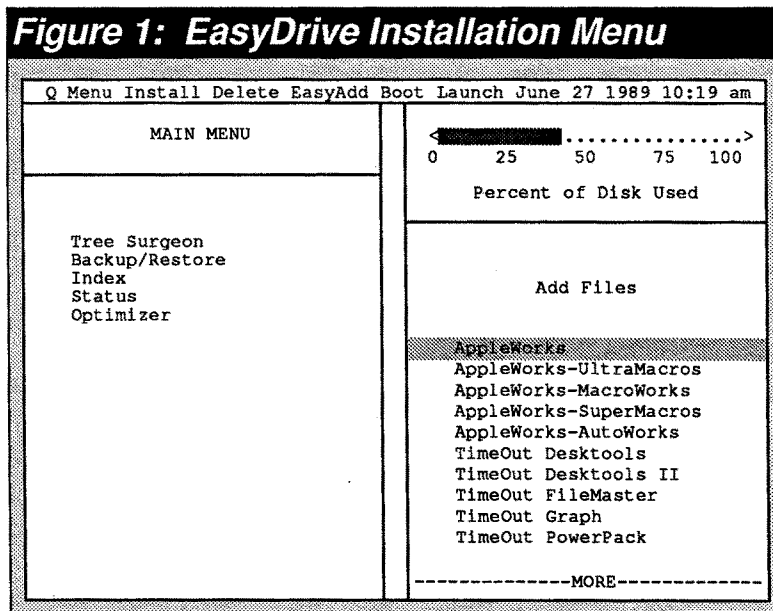 Figure 1: EasyDrive Installation Menu
Q Menu Install Delete EasyAdd Boot Launch June 27 1989 10:19 am
MAIN MENU
Tree Surgeon
Backup/Restore
Index
Status
Optimizer
<..................>
0 25 50 75 100
Percent of Disk Used
Add Files
AppleWorks
AppleWorks-UltraMacros
AppleWorks-MacroWorks
AppleWorks-SuperMacros
AppleWorks-AutoWorks
TimeOut Desktools
TimeOut Desktools II
TimeOut FileMaster
TimeOut Graph
TimeOut PowerPack
--------------MORE--------------